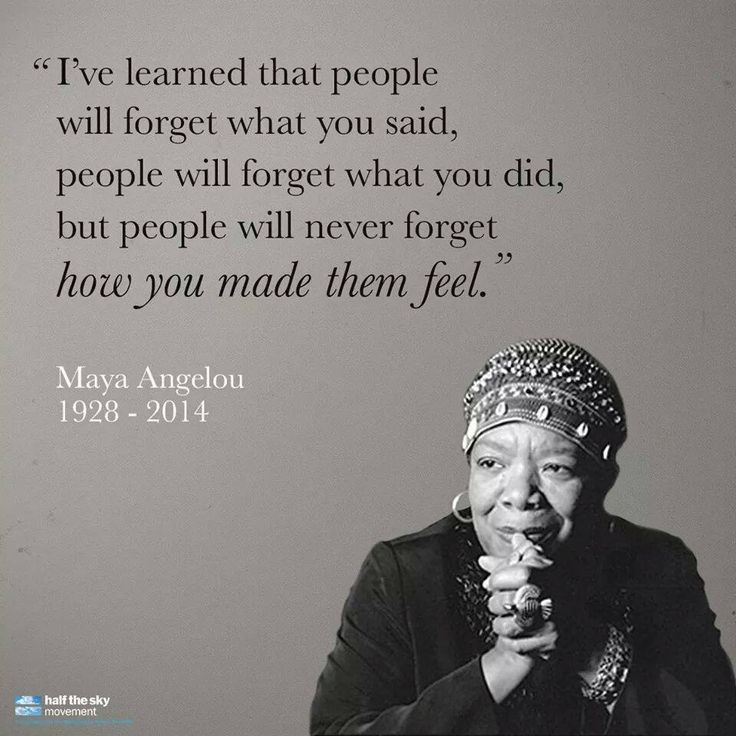 “I’ve learned that people
will forget what you said,
people will forget what you did,
but people will never forget
how you made them feel.”
Maya Angelou
1928 - 2014
half the sky
movement